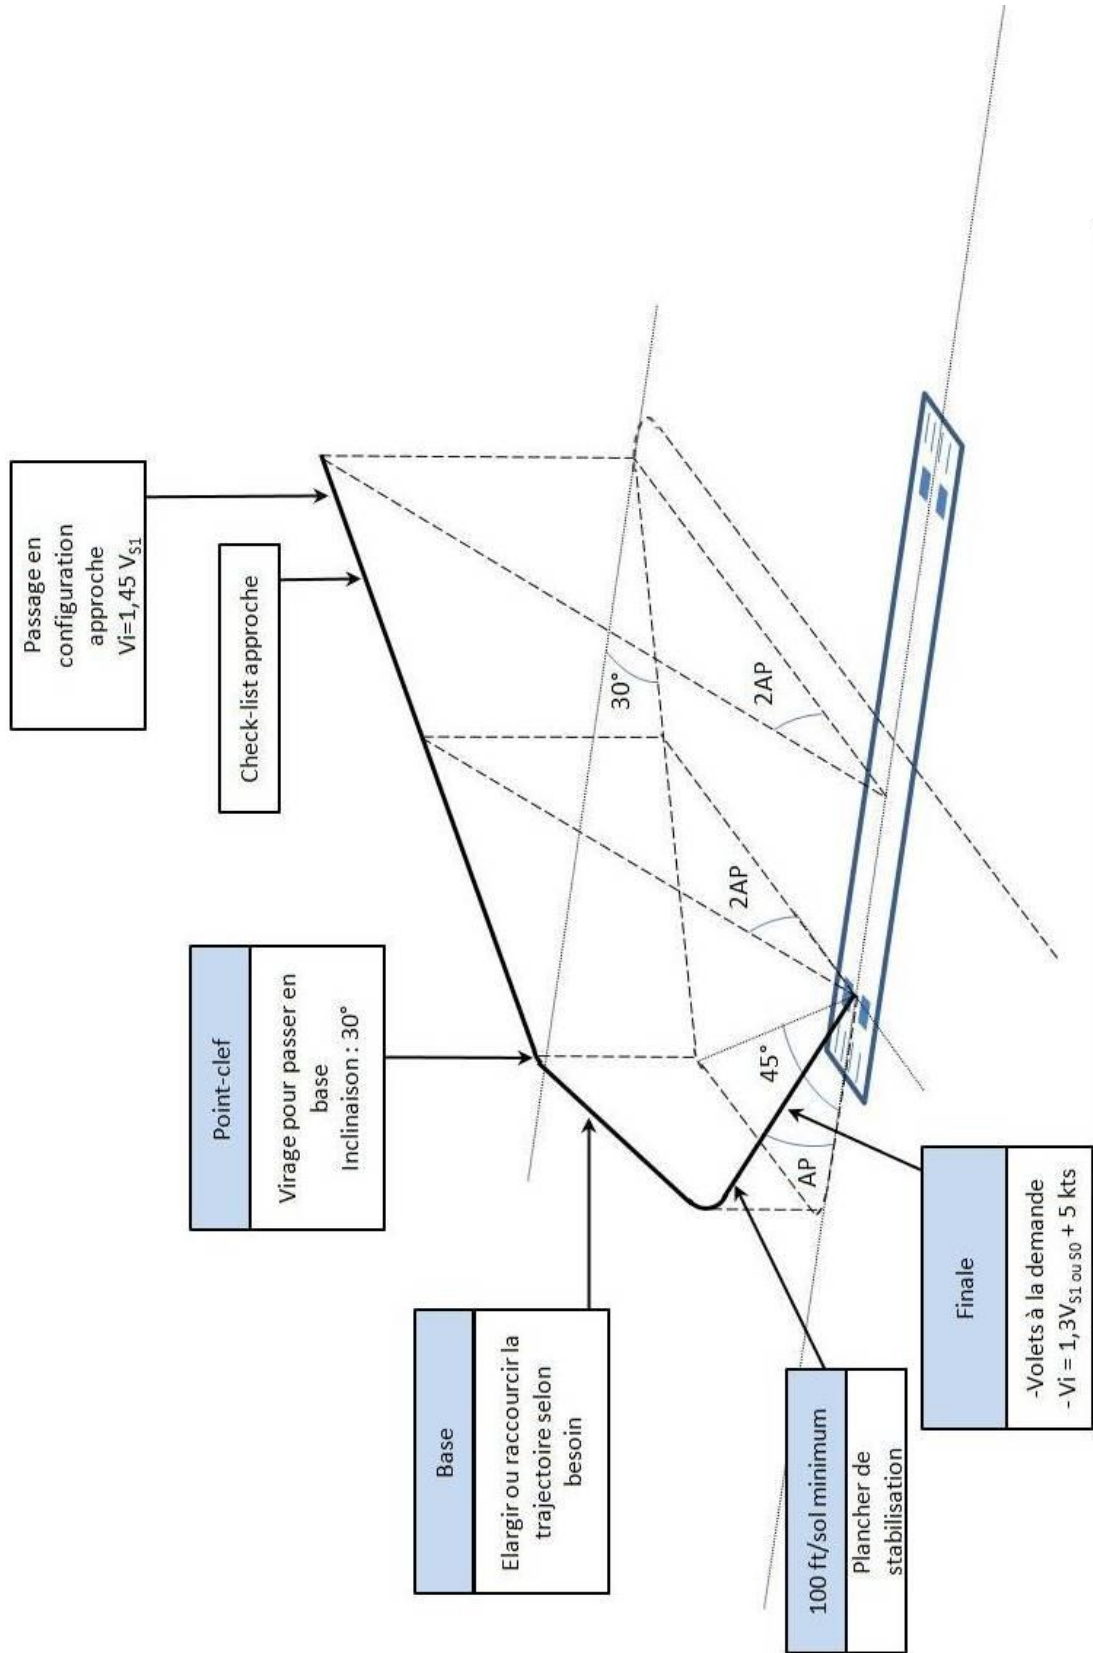 Passage en
configuration
approche
Vi=1,45 V_S1
Check-list approche
Point-clef
Virage pour passer en
base
Inclinaison : 30°
Base
Elargir ou raccourcir la
trajectoire selon
besoin
100 ft/sol minimum
Plancher de
stabilisation
Finale
-Volets à la demande
- Vi = 1,3V_S1 ou S0 + 5 kts
30°
2AP
2AP
45°
AP